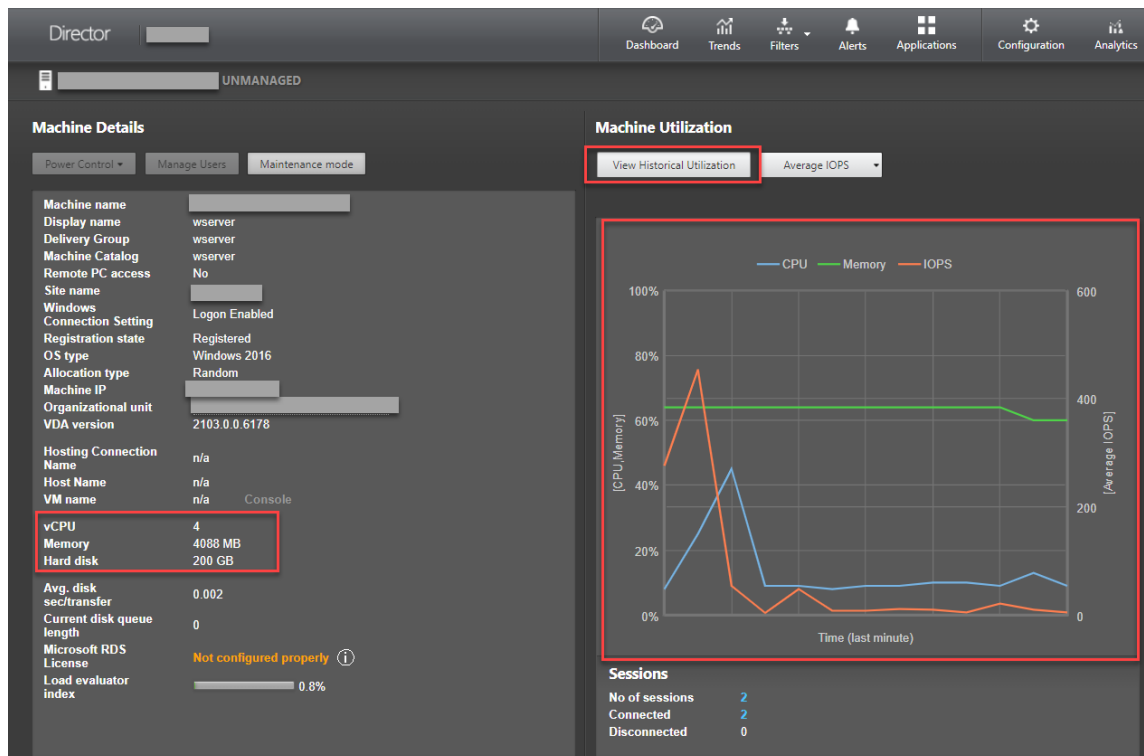 Director
Dashboard Trends Filters Alerts Applications Configuration Analytics
UNMANAGED
Machine Details
Power Control Manage Users Maintenance mode
Machine name
Display name wserver
Delivery Group wserver
Machine Catalog wserver
Remote PC access No
Site name
Windows
Connection Setting Logon Enabled
Registration state Registered
OS type Windows 2016
Allocation type Random
Machine IP
Organizational unit
VDA version 2103.0.0.6178
Hosting Connection
Name n/a
Host Name n/a
VM name n/a Console
vCPU 4
Memory 4088 MB
Hard disk 200 GB
Avg. disk
sec/transfer 0.002
Current disk queue
length 0
Microsoft RDS
License Not configured properly
Load evaluator
index 0.8%
Machine Utilization
View Historical Utilization Average IOPS
CPU Memory IOPS
100% 600
80%
400
60%
[CPU,Memory]
[Average IOPS]
40%
200
20%
0% 0
Time (last minute)
Sessions
No of sessions 2
Connected 2
Disconnected 0